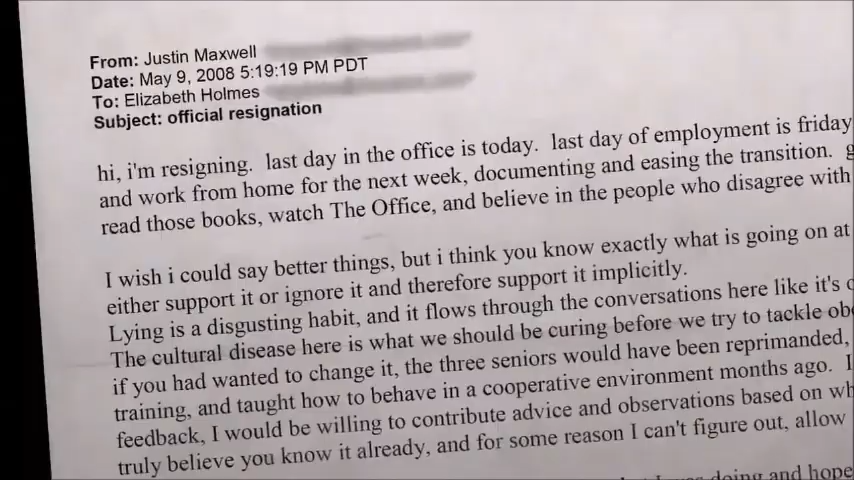 From: Justin Maxwell
Date: May 9, 2008 5:19:19 PM PDT
To: Elizabeth Holmes
Subject: official resignation
hi, i'm resigning. last day in the office is today. last day of employment is friday
and work from home for the next week, documenting and easing the transition.
read those books, watch The Office, and believe in the people who disagree with
I wish i could say better things, but i think you know exactly what is going on at
either support it or ignore it and therefore support it implicitly.
Lying is a disgusting habit, and it flows through the conversations here like it's
The cultural disease here is what we should be curing before we try to tackle
if you had wanted to change it, the three seniors would have been reprimanded,
training, and taught how to behave in a cooperative environment months ago. I
feedback, I would be willing to contribute advice and observations based on
truly believe you know it already, and for some reason I can't figure out, allow
doing and hope